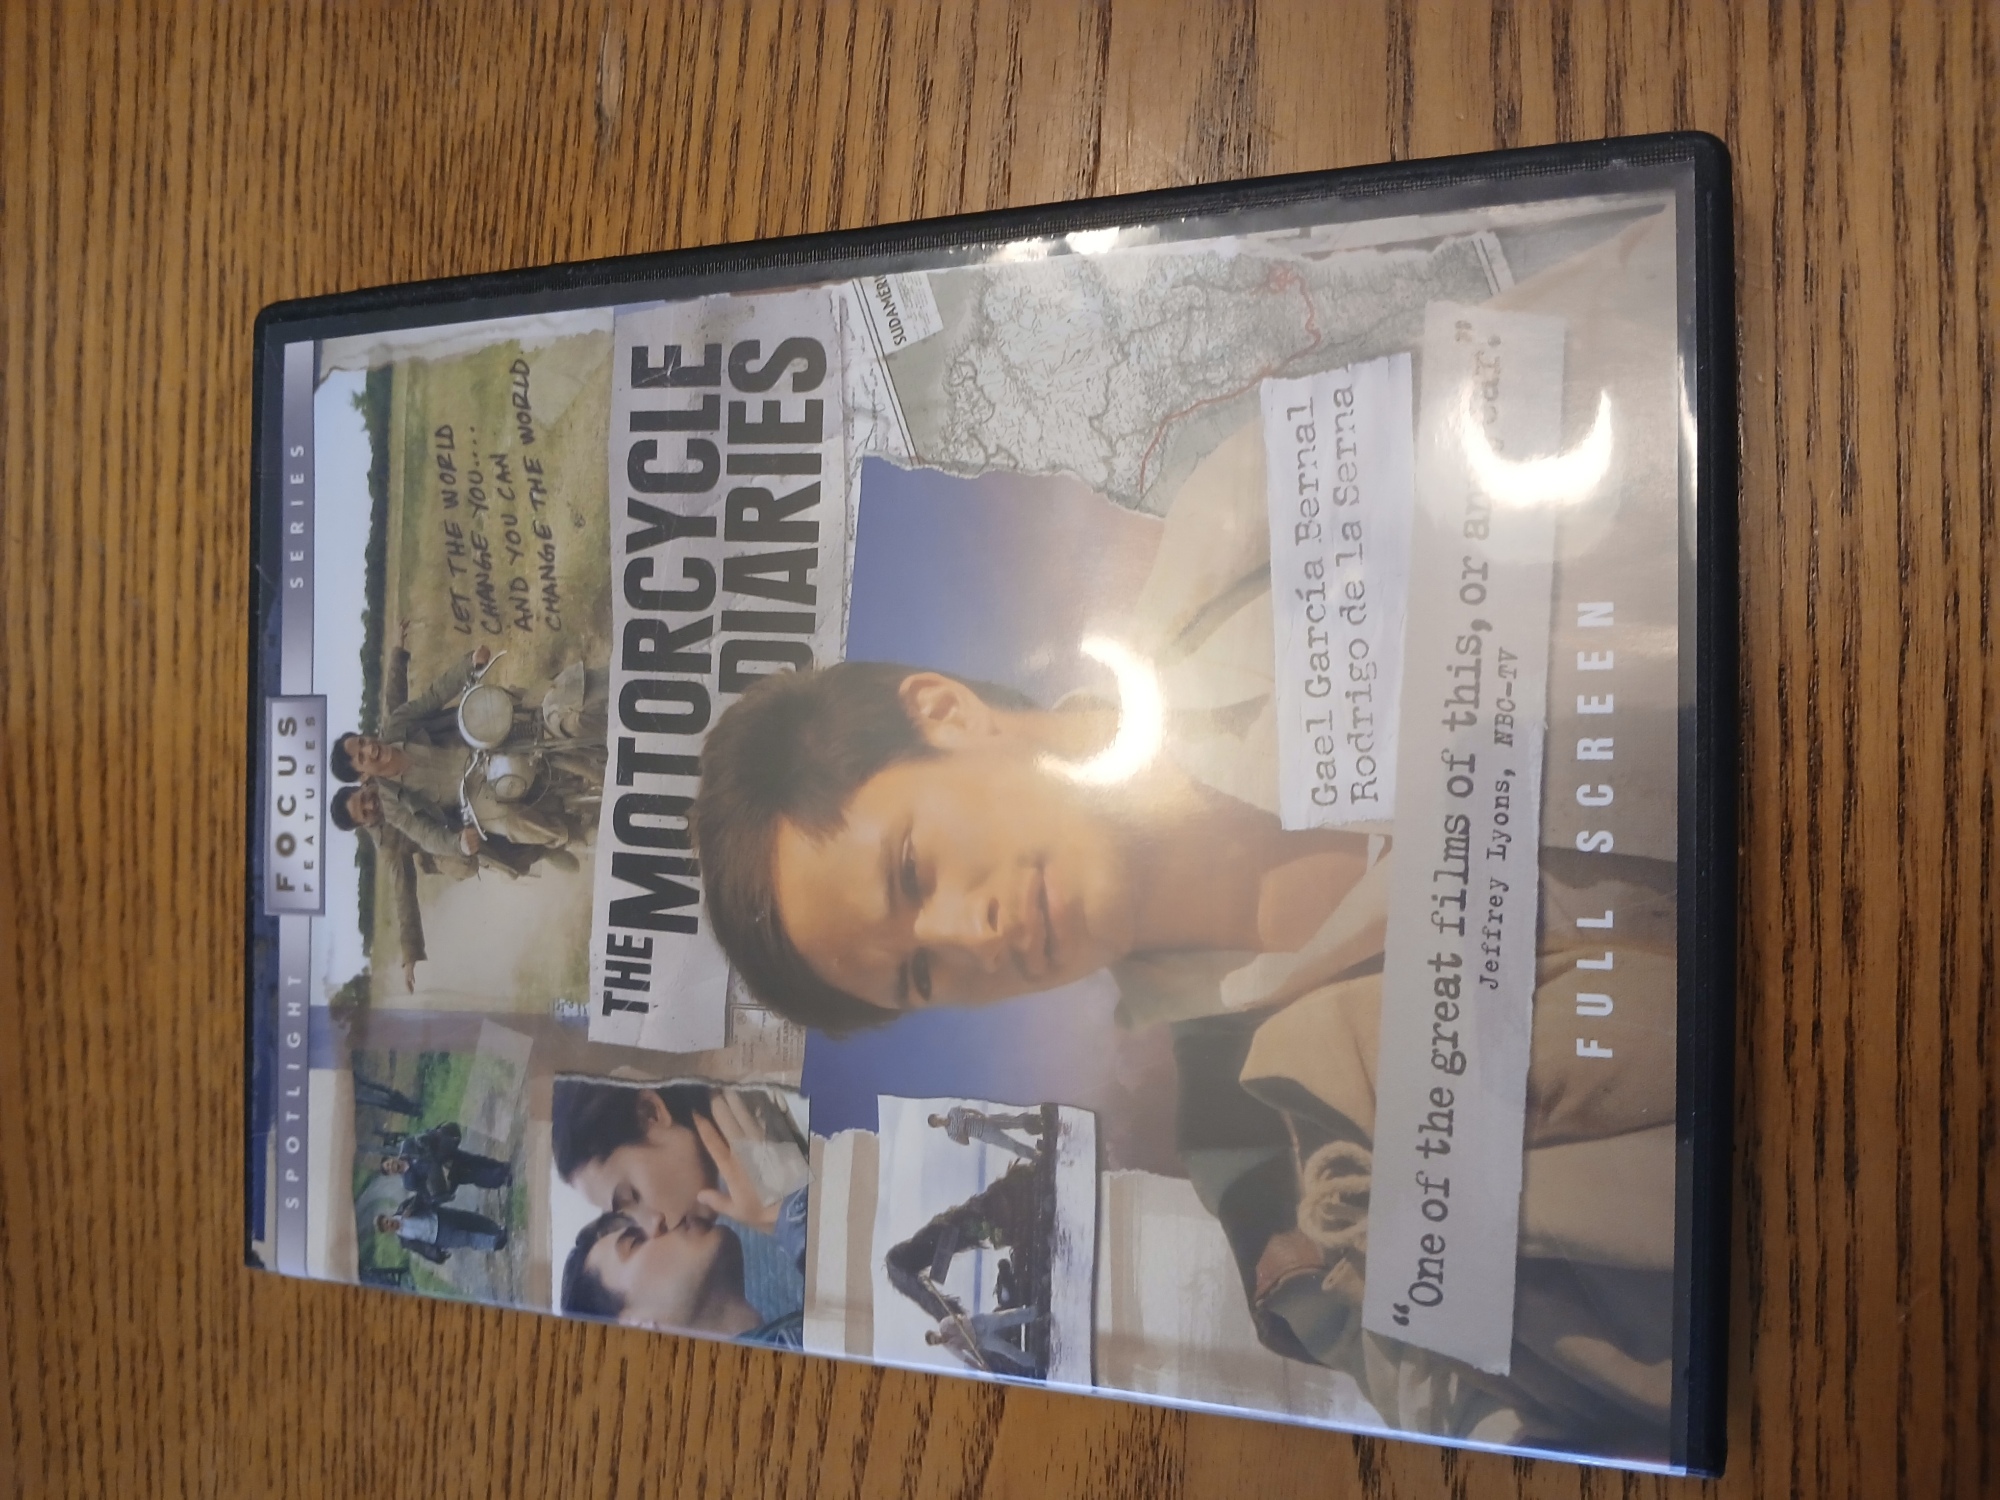 SPOTLIGHT SERIES
FOCUS
FEATURES
LET THE WORLD
CHANGE YOU....
AND YOU CAN
CHANGE THE WORLD.
THE MOTORCYCLE
DIARIES
Gael García Bernal
Rodrigo de la Serna
"One of the great films of this, or any year."
Jeffrey Lyons, NBC-TV
FULL SCREEN